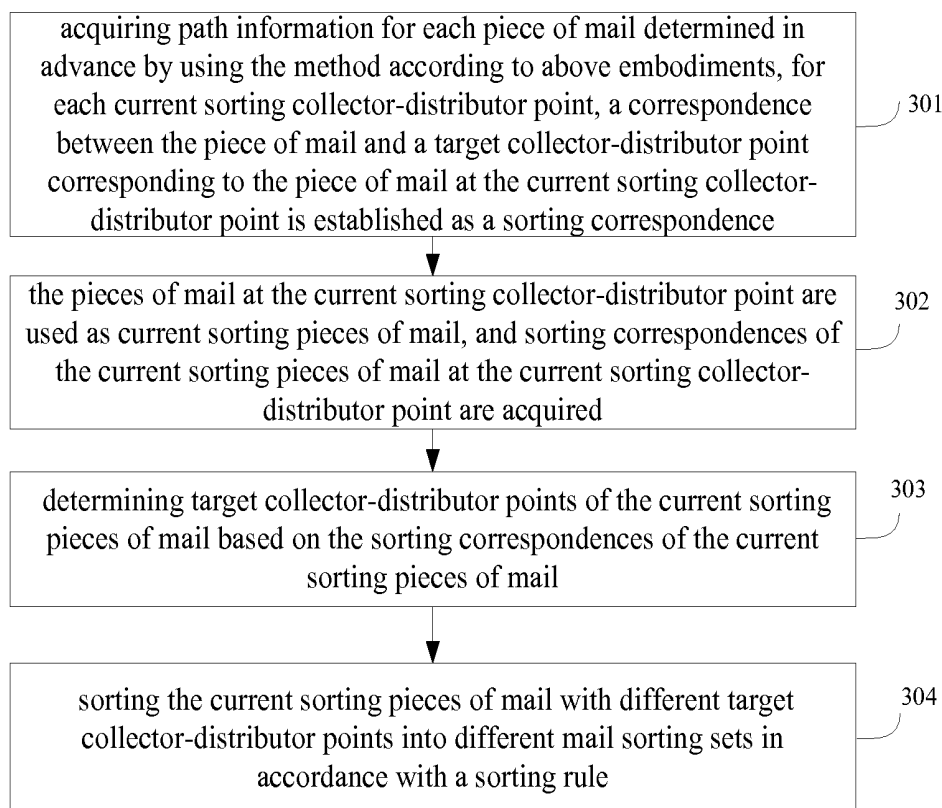 acquiring path information for each piece of mail determined in
advance by using the method according to above embodiments, for
each current sorting collector-distributor point, a correspondence
between the piece of mail and a target collector-distributor point
corresponding to the piece of mail at the current sorting collector-
distributor point is established as a sorting correspondence
301
the pieces of mail at the current sorting collector-distributor point are
used as current sorting pieces of mail, and sorting correspondences of
the current sorting pieces of mail at the current sorting collector-
distributor point are acquired
302
determining target collector-distributor points of the current sorting
pieces of mail based on the sorting correspondences of the current
sorting pieces of mail
303
sorting the current sorting pieces of mail with different target
collector-distributor points into different mail sorting sets in
accordance with a sorting rule
304